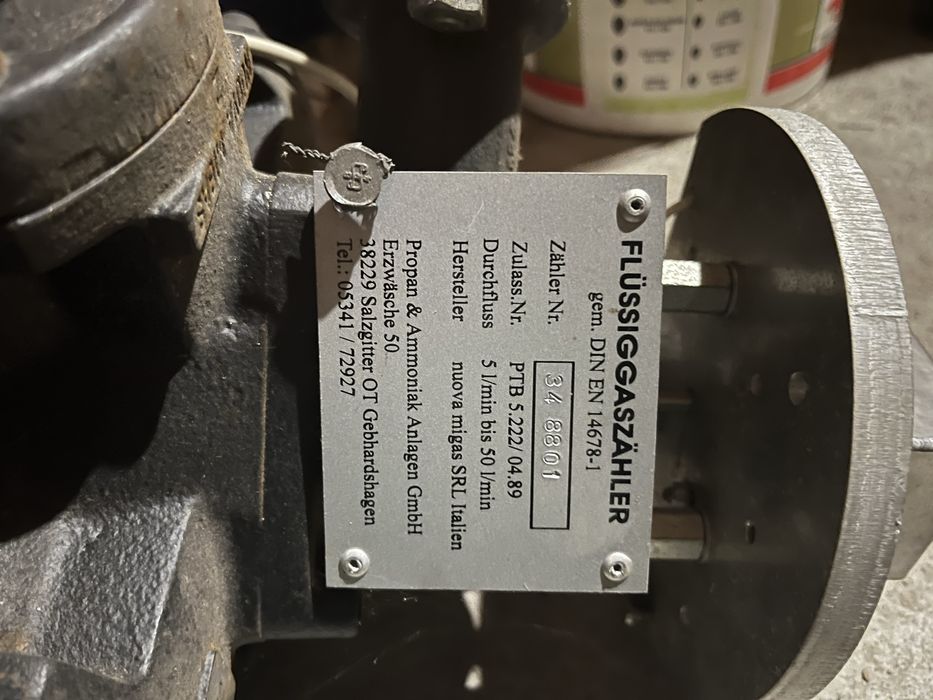 FLÜSSIGGASZÄHLER
gem. DIN EN 14678-1
Zähler Nr. 34 8801
Zulass.Nr. PTB 5.222/ 04.89
Durchfluss 5 l/min bis 50 l/min
Hersteller nuova migas SRL Italien
Propan & Ammoniak Anlagen GmbH
Erzwäsche 50
38229 Salzgitter OT Gebhardshagen
Tel.: 05341 / 72927